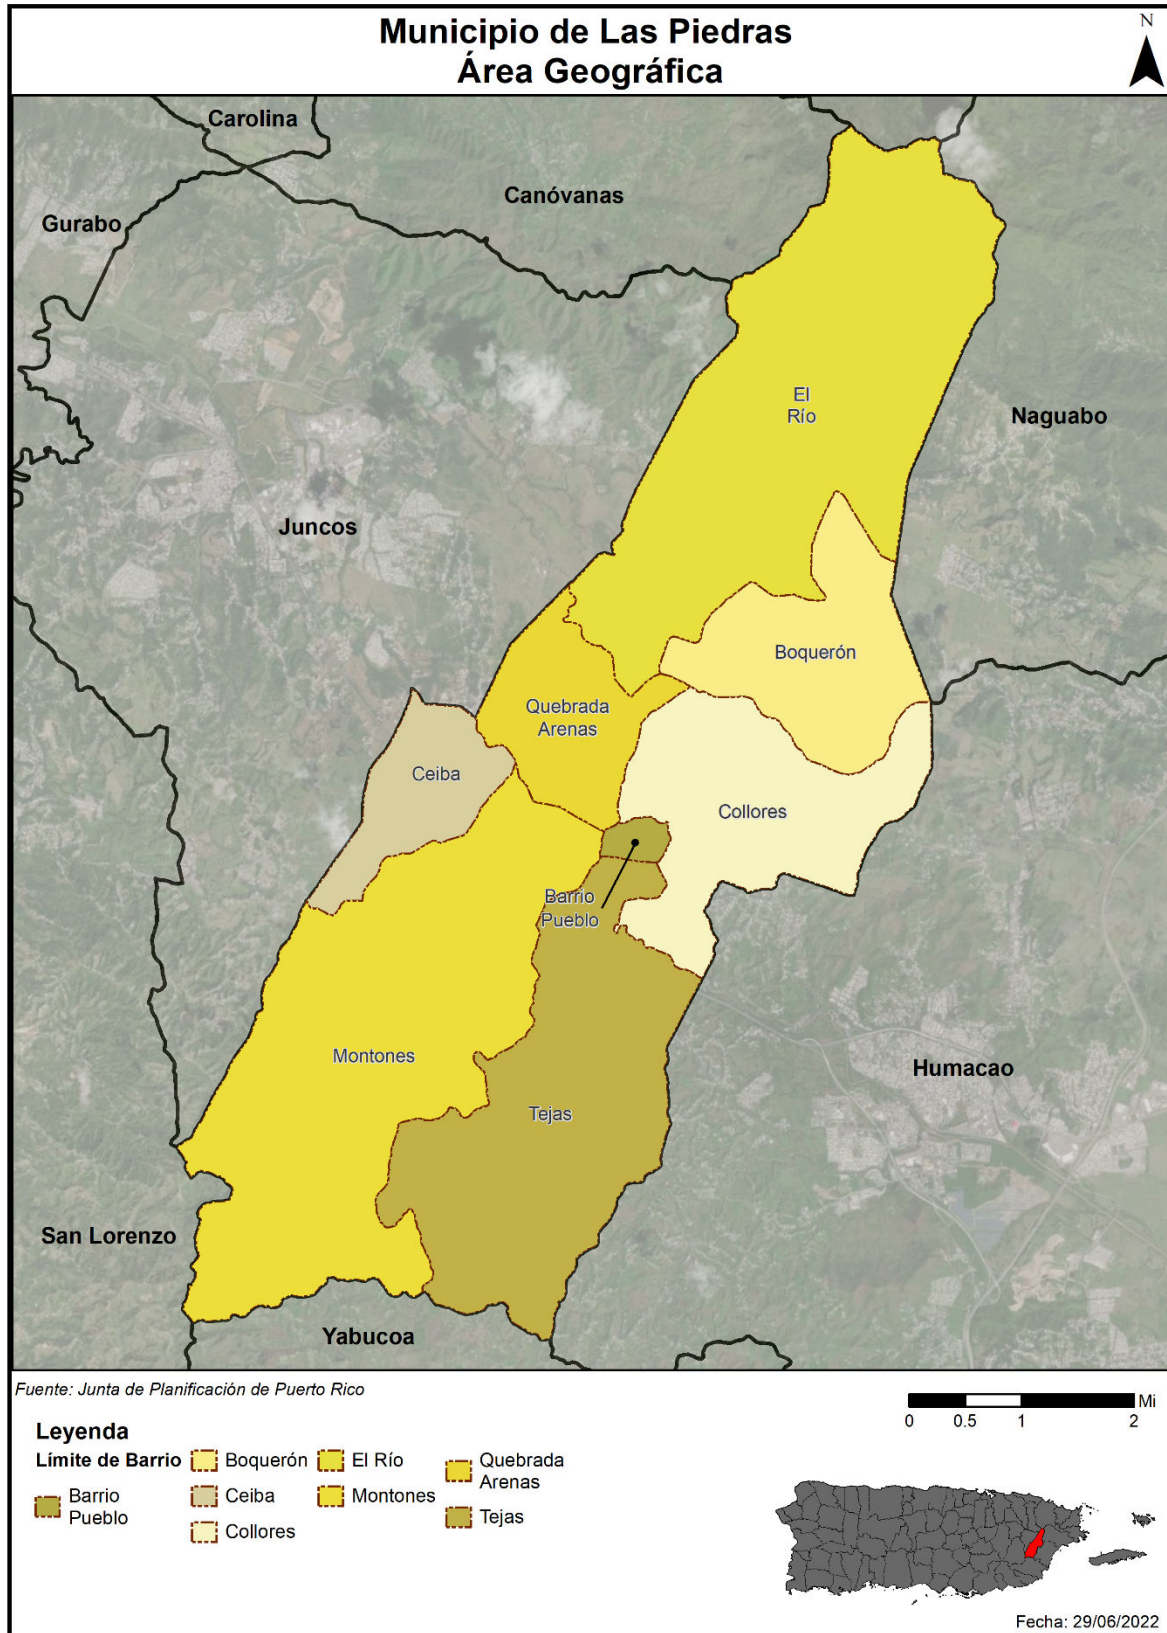 Municipio de Las Piedras
Área Geográfica
N
Carolina
Canóvanas
Gurabo
El
Río
Naguabo
Juncos
Boquerón
Quebrada
Arenas
Ceiba
Collores
Barrio
Pueblo
Montones
Humacao
Tejas
San Lorenzo
Yabucoa
Fuente: Junta de Planificación de Puerto Rico
Mi
0 0.5 1 2
Leyenda
Límite de Barrio
Barrio
Pueblo
Boquerón
Ceiba
Collores
El Río
Montones
Quebrada
Arenas
Tejas
Fecha: 29/06/2022